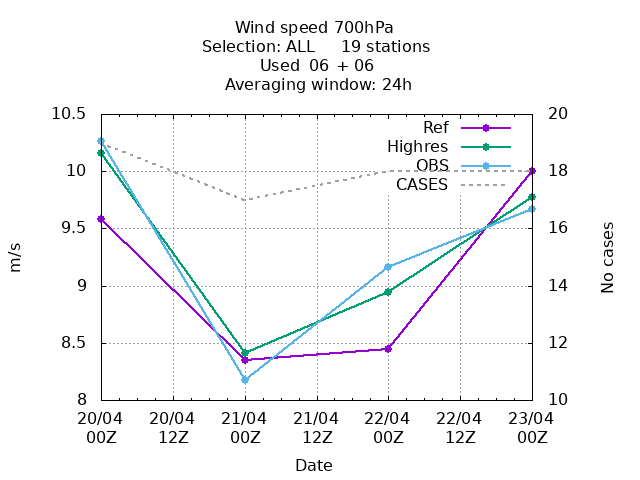 Wind speed 700hPa
Selection: ALL     19 stations
Used  06 + 06
Averaging window: 24h
10.5
10
9.5
9
8.5
8
m/s
Ref
Highres
OBS
CASES
20
18
16
14
12
10
No cases
20/04 20/04 21/04 21/04 22/04 22/04 23/04
00Z 12Z 00Z 12Z 00Z 12Z 00Z
Date